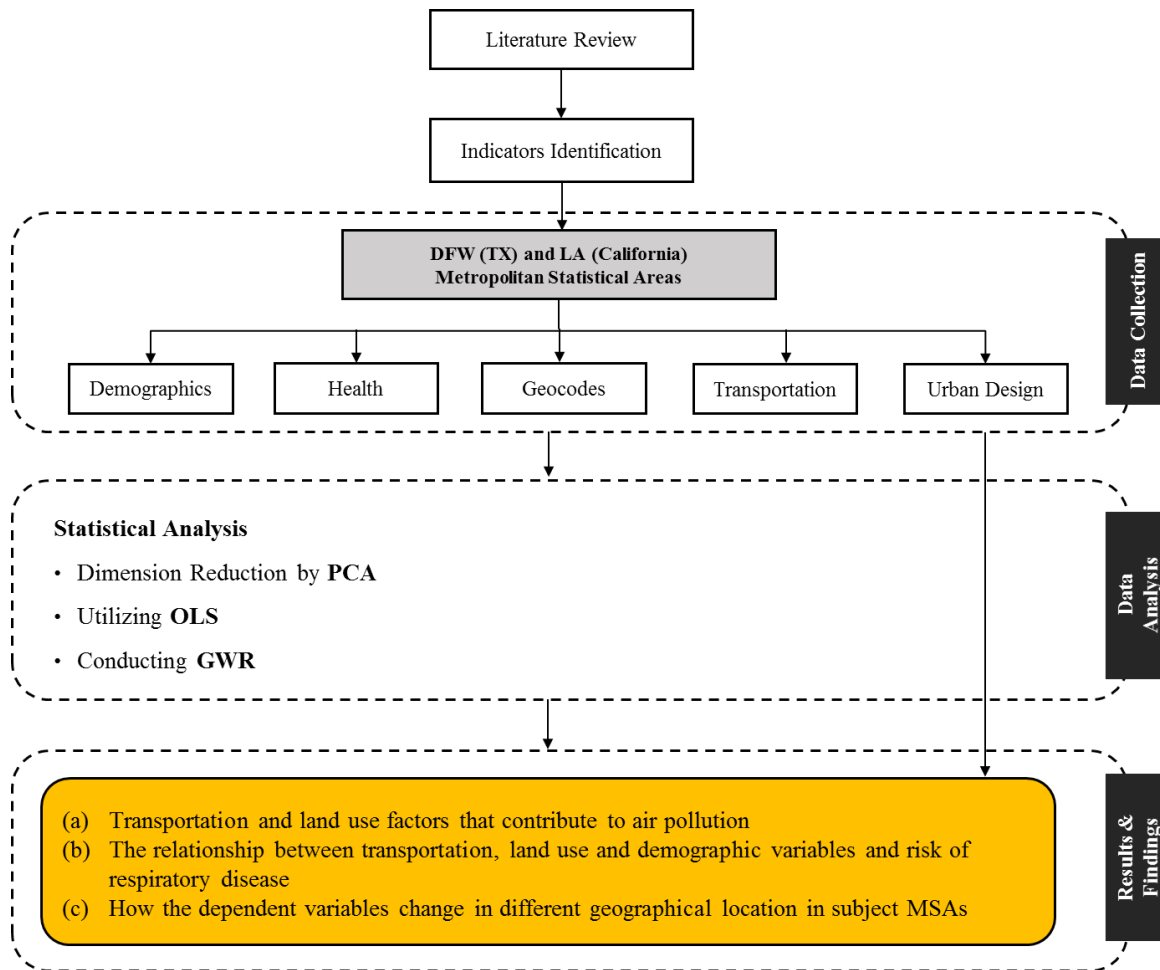 Literature Review
Indicators Identification
DFW (TX) and LA (California)
Metropolitan Statistical Areas
Demographics
Health
Geocodes
Transportation
Urban Design
Data Collection
Statistical Analysis
• Dimension Reduction by PCA
• Utilizing OLS
• Conducting GWR
Data
Analysis
(a) Transportation and land use factors that contribute to air pollution
(b) The relationship between transportation, land use and demographic variables and risk of
respiratory disease
(c) How the dependent variables change in different geographical location in subject MSAs
Results &
Findings